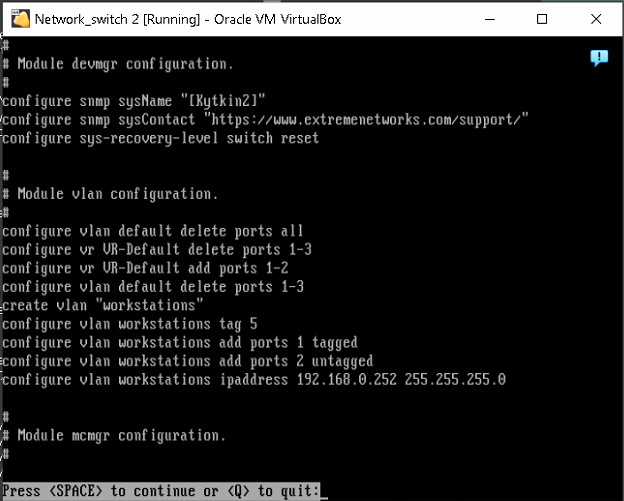 Network_switch 2 [Running] - Oracle VM VirtualBox
#
# Module devmgr configuration.
#
configure snmp sysName "[Kytkin2]"
configure snmp sysContact "https://www.extremenetworks.com/support/"
configure sys-recovery-level switch reset
#
# Module vlan configuration.
#
configure vlan default delete ports all
configure vr VR-Default delete ports 1-3
configure vr VR-Default add ports 1-2
configure vlan default delete ports 1-3
create vlan "workstations"
configure vlan workstations tag 5
configure vlan workstations add ports 1 tagged
configure vlan workstations add ports 2 untagged
configure vlan workstations ipaddress 192.168.0.252 255.255.255.0
#
# Module mcmgr configuration.
#
Press <SPACE> to continue or <Q> to quit:_